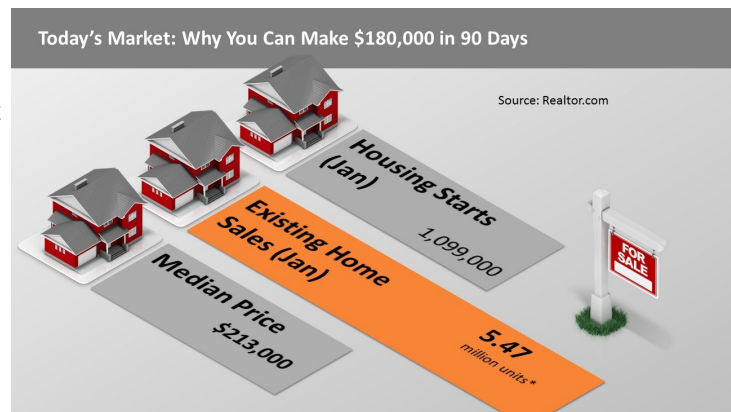 Today's Market: Why You Can Make $180,000 in 90 Days
Source: Realtor.com
Housing Starts
(Jan)
1,099,000
Existing Home
Sales (Jan)
5.47
million units*
Median Price
$213,000
FOR
SALE